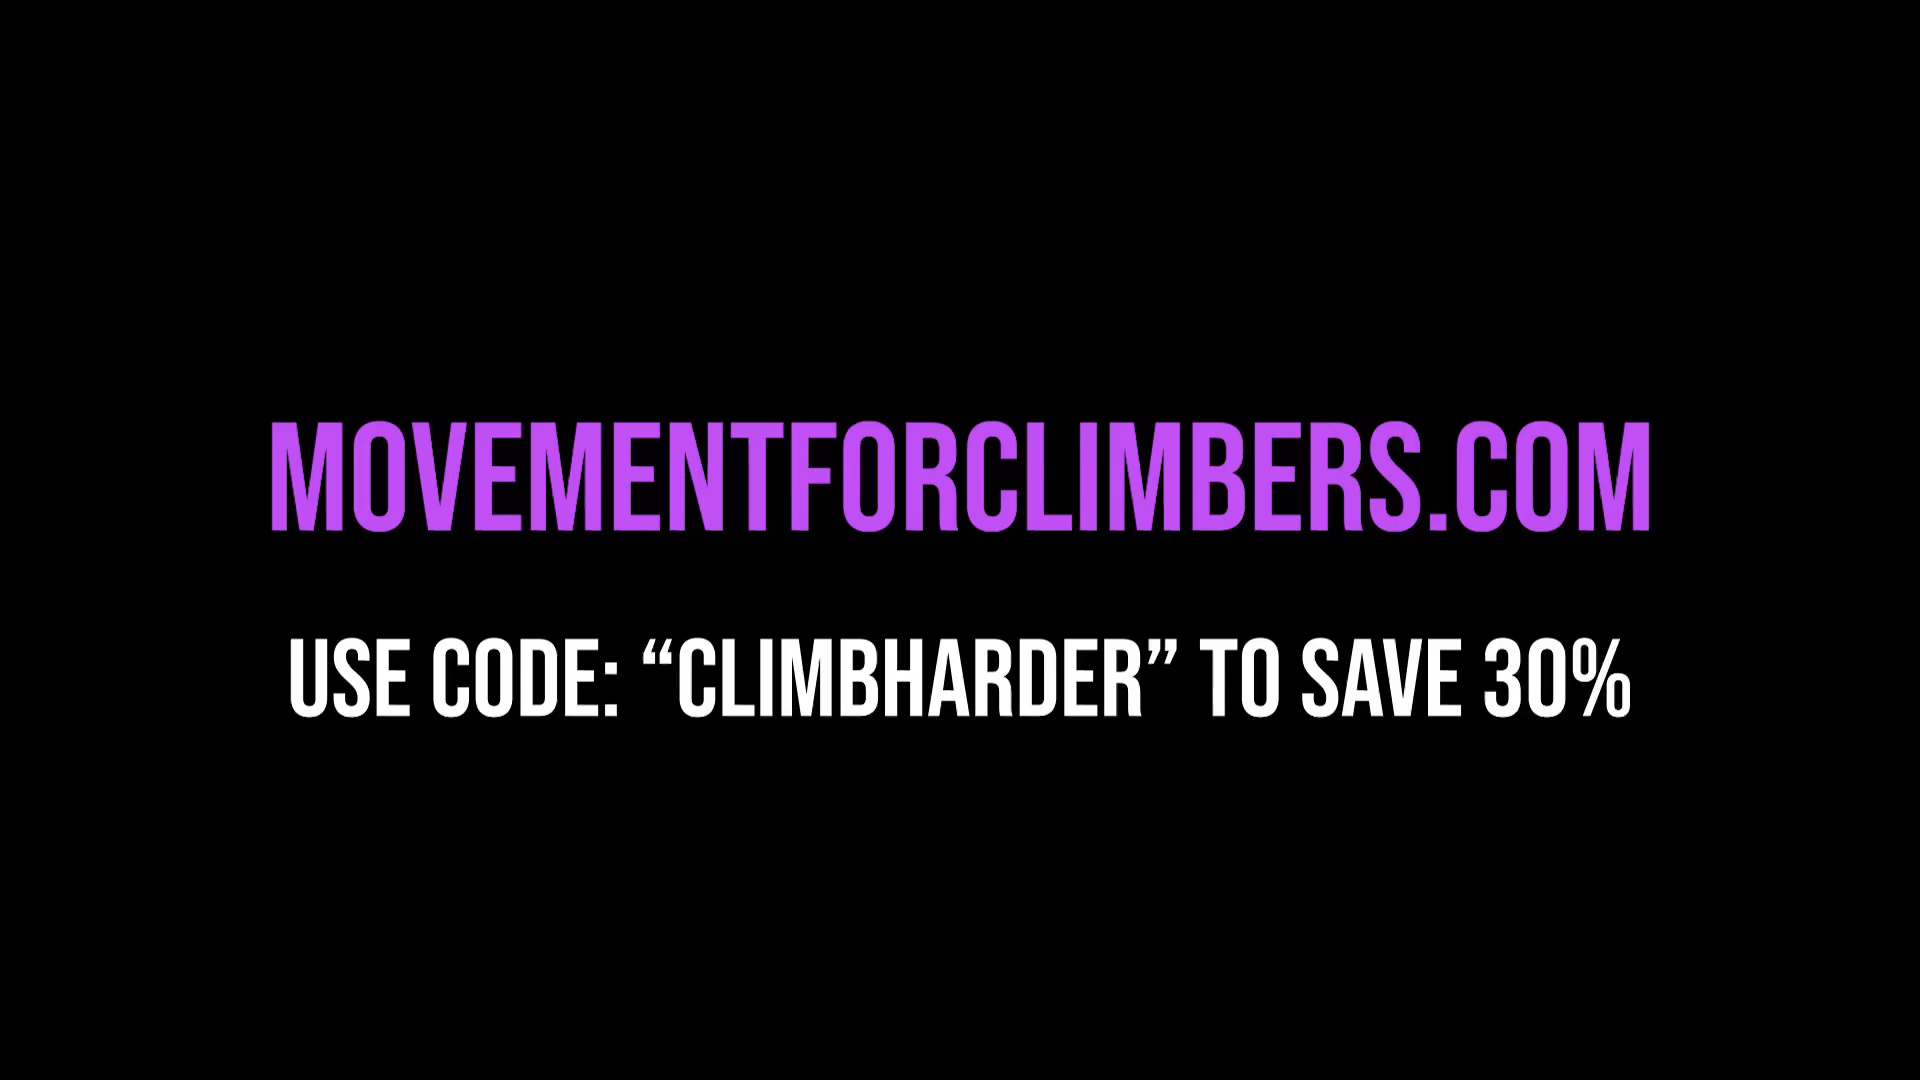 MOVEMENTFORCLIMBERS.COM
USE CODE: “CLIMBHARDER” TO SAVE 30%